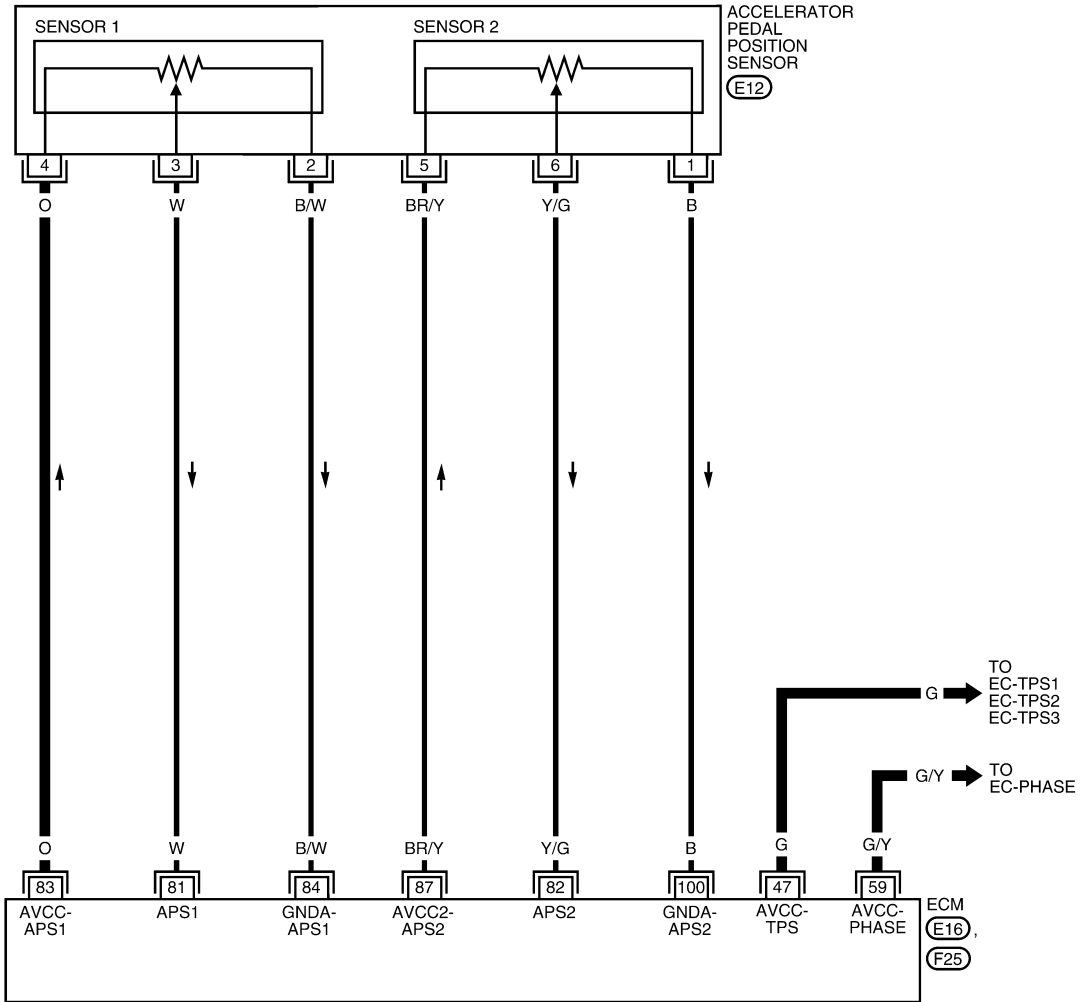 SENSOR 1
SENSOR 2
ACCELERATOR
PEDAL
POSITION
SENSOR
E12
4 3 2 5 6 1
O W B/W BR/Y Y/G B
TO
EC-TPS1
G EC-TPS2
EC-TPS3
TO
G/Y EC-PHASE
O W B/W BR/Y Y/G B G G/Y
83 81 84 87 82 100 47 59
AVCC-APS1
APS1
GNDA-APS1
AVCC2-APS2
APS2
GNDA-APS2
AVCC-TPS
AVCC-PHASE
ECM
E16 ,
F25